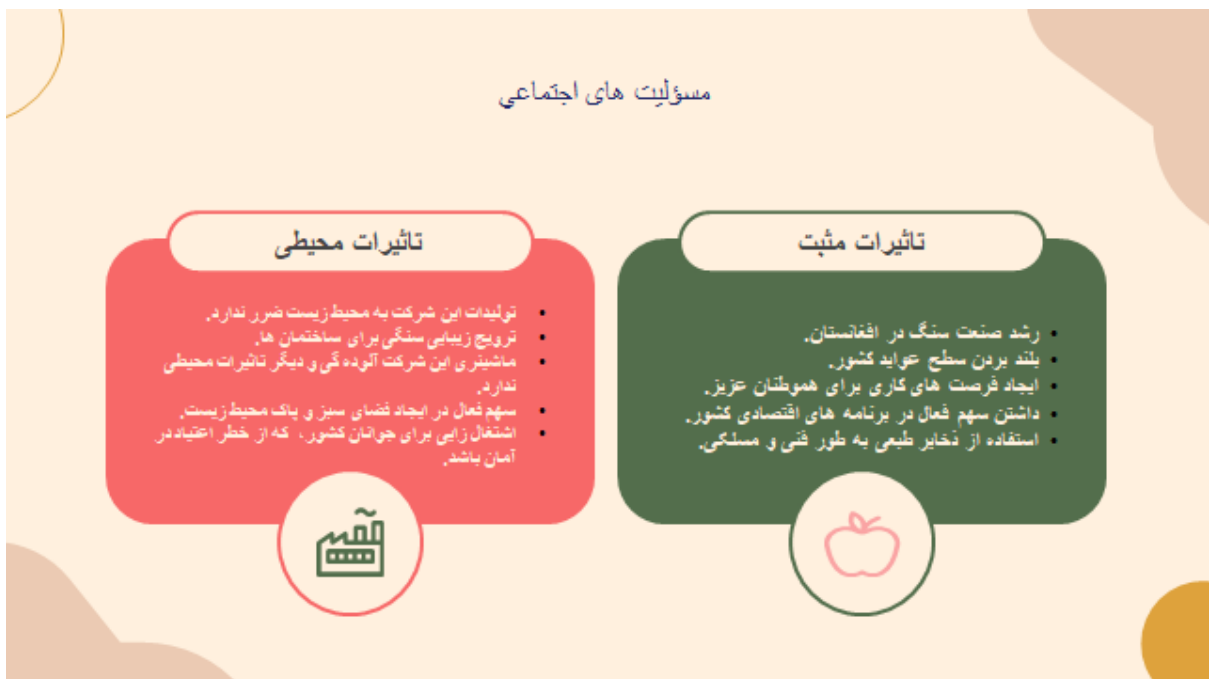 مسؤلیت های اجتماعی
تاثیرات مثبت
رشد صنعت سنگ در افغانستان.
بلند بردن سطح عواید کشور.
ایجاد فرصت های کاری برای هموطنان عزیز.
داشتن سهم فعال در برنامه های اقتصادی کشور.
استفاده از ذخایر طبعی به طور فنی و مسلکی.
تاثیرات محیطی
تولیدات این شرکت به محیط زیست ضرر ندارد.
ترویج زیبایی سنگی برای ساختمان ها.
ماشینری این شرکت آلوده گی و دیگر تاثیرات محیطی
ندارد.
سهم فعال در ایجاد فضای سبز و پاک محیط زیست.
اشتغال زایی برای جوانان کشور، که از خطر اعتیاد در
آمان باشد.